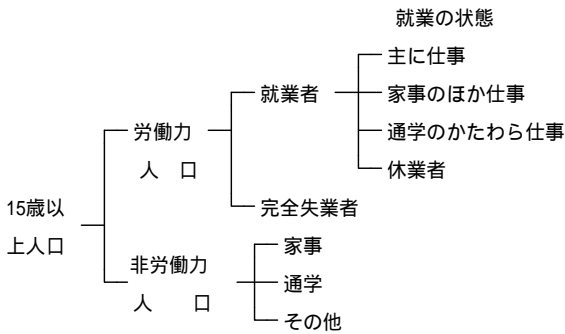 就業の状態
主に仕事
家事のほか仕事
通学のかたわら仕事
休業者
就業者
労働力
人 口
完全失業者
15歳以
上人口
非労働力
人 口
家事
通学
その他